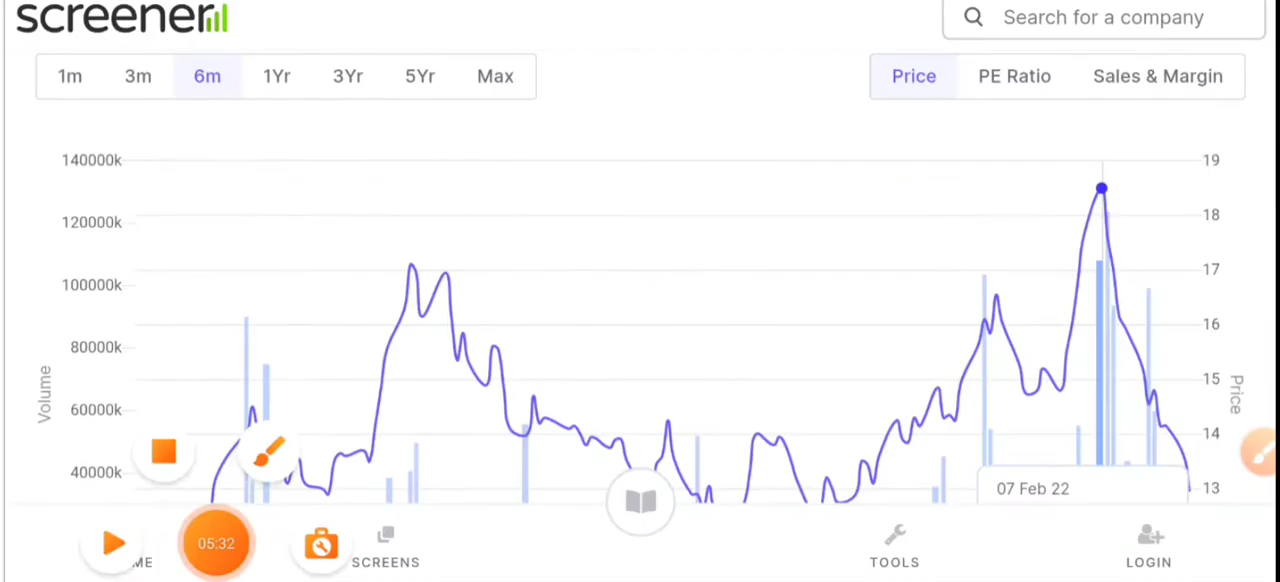 screener
Search for a company
1m 3m 6m 1Yr 3Yr 5Yr Max
Price PE Ratio Sales & Margin
140000k 19
120000k 18
100000k 17
80000k 16
60000k 15
40000k 14
13
Volume
Price
07 Feb 22
05:32
ME SCREENS TOOLS LOGIN